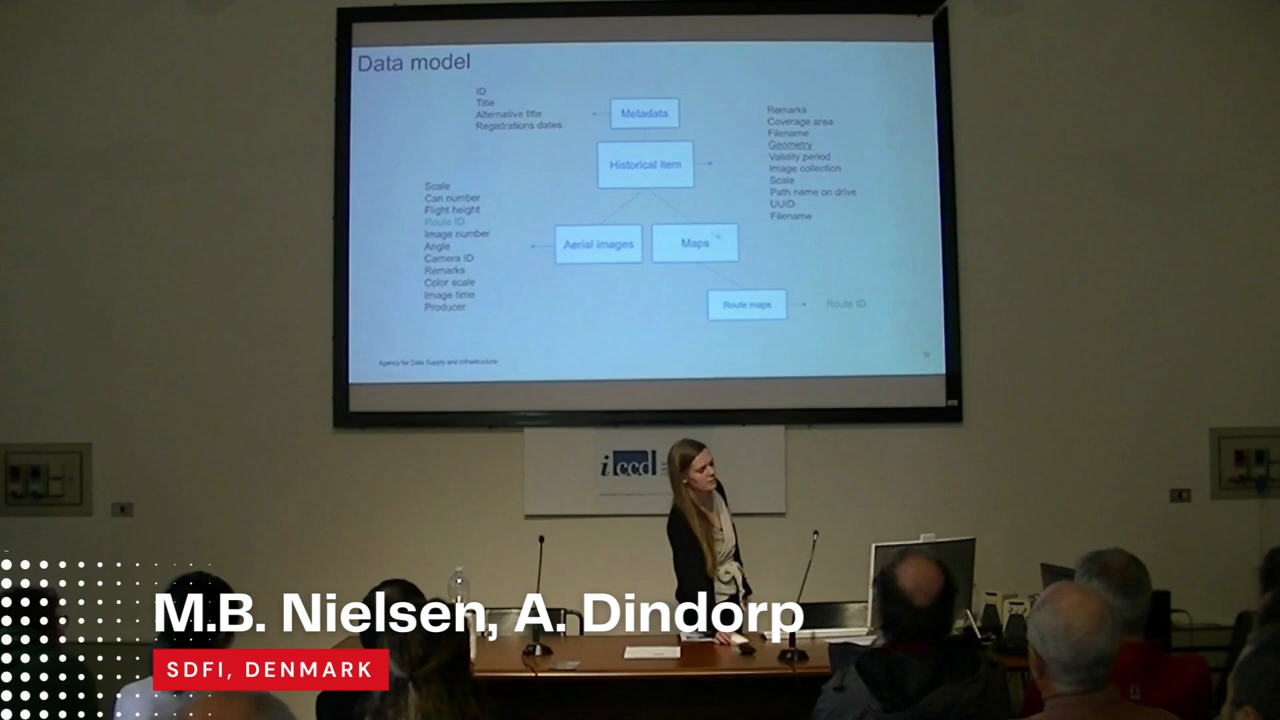 Data model
ID
Title
Alternative title
Registrations dates
Metadata
Historical item
Remarks
Coverage area
Filename
Geometry
Validity period
Image collection
Scale
Path name on drive
UUID
Filename
Scale
Can number
Flight height
Route ID
Image number
Angle
Camera ID
Remarks
Color scale
Image time
Producer
Aerial images
Maps
Route maps
Route ID
Agency for Data Supply and Infrastructure
iccd
M.B. Nielsen, A. Dindorp
SDFI, DENMARK